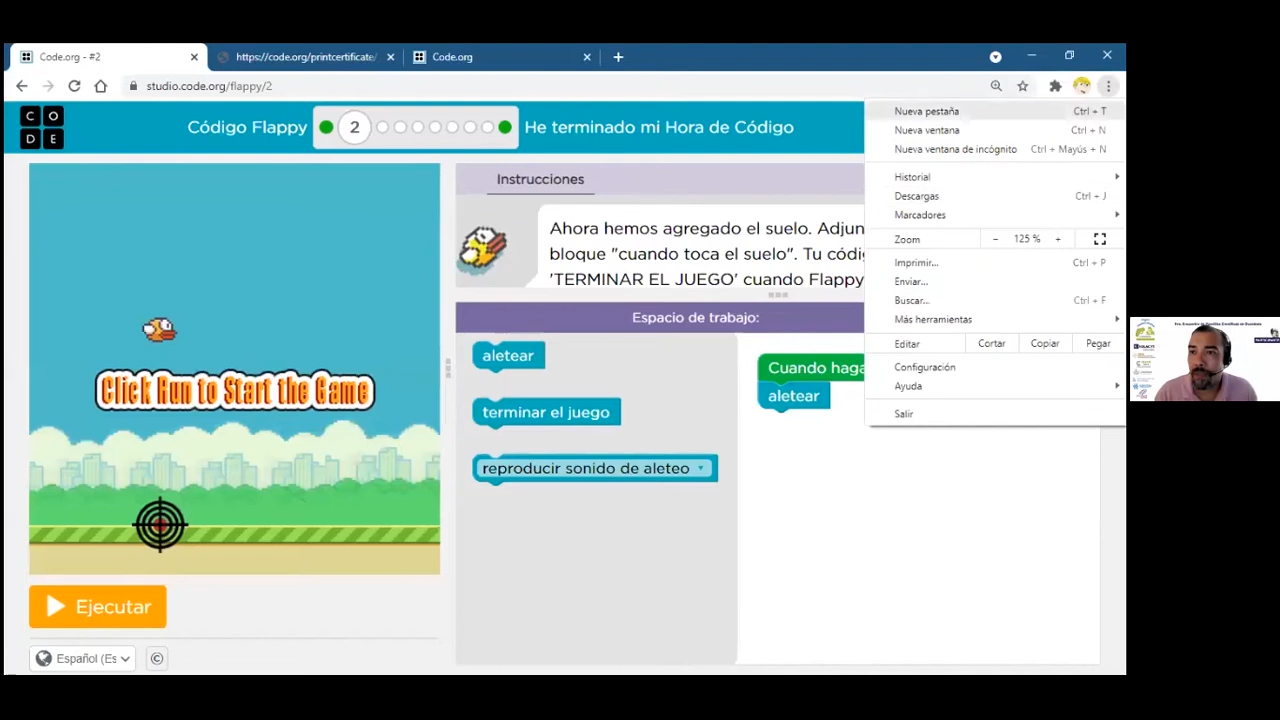 Code.org - #2
https://code.org/printcertificate/
Code.org
studio.code.org/flappy/2
C O
D E
Código Flappy
2
He terminado mi Hora de Código
Nueva pestaña Ctrl + T
Nueva ventana Ctrl + N
Nueva ventana de incógnito Ctrl + Mayús + N
Historial
Descargas Ctrl + J
Marcadores
Zoom - 125 % +
Imprimir... Ctrl + P
Enviar...
Buscar... Ctrl + F
Más herramientas
Editar Cortar Copiar Pegar
Configuración
Ayuda
Salir
Instrucciones
Ahora hemos agregado el suelo. Adjun
bloque "cuando toca el suelo". Tu códi
'TERMINAR EL JUEGO' cuando Flappy
Espacio de trabajo:
aletear
terminar el juego
reproducir sonido de aleteo
Cuando haga
aletear
Click Run to Start the Game
Ejecutar
Español (Es
©